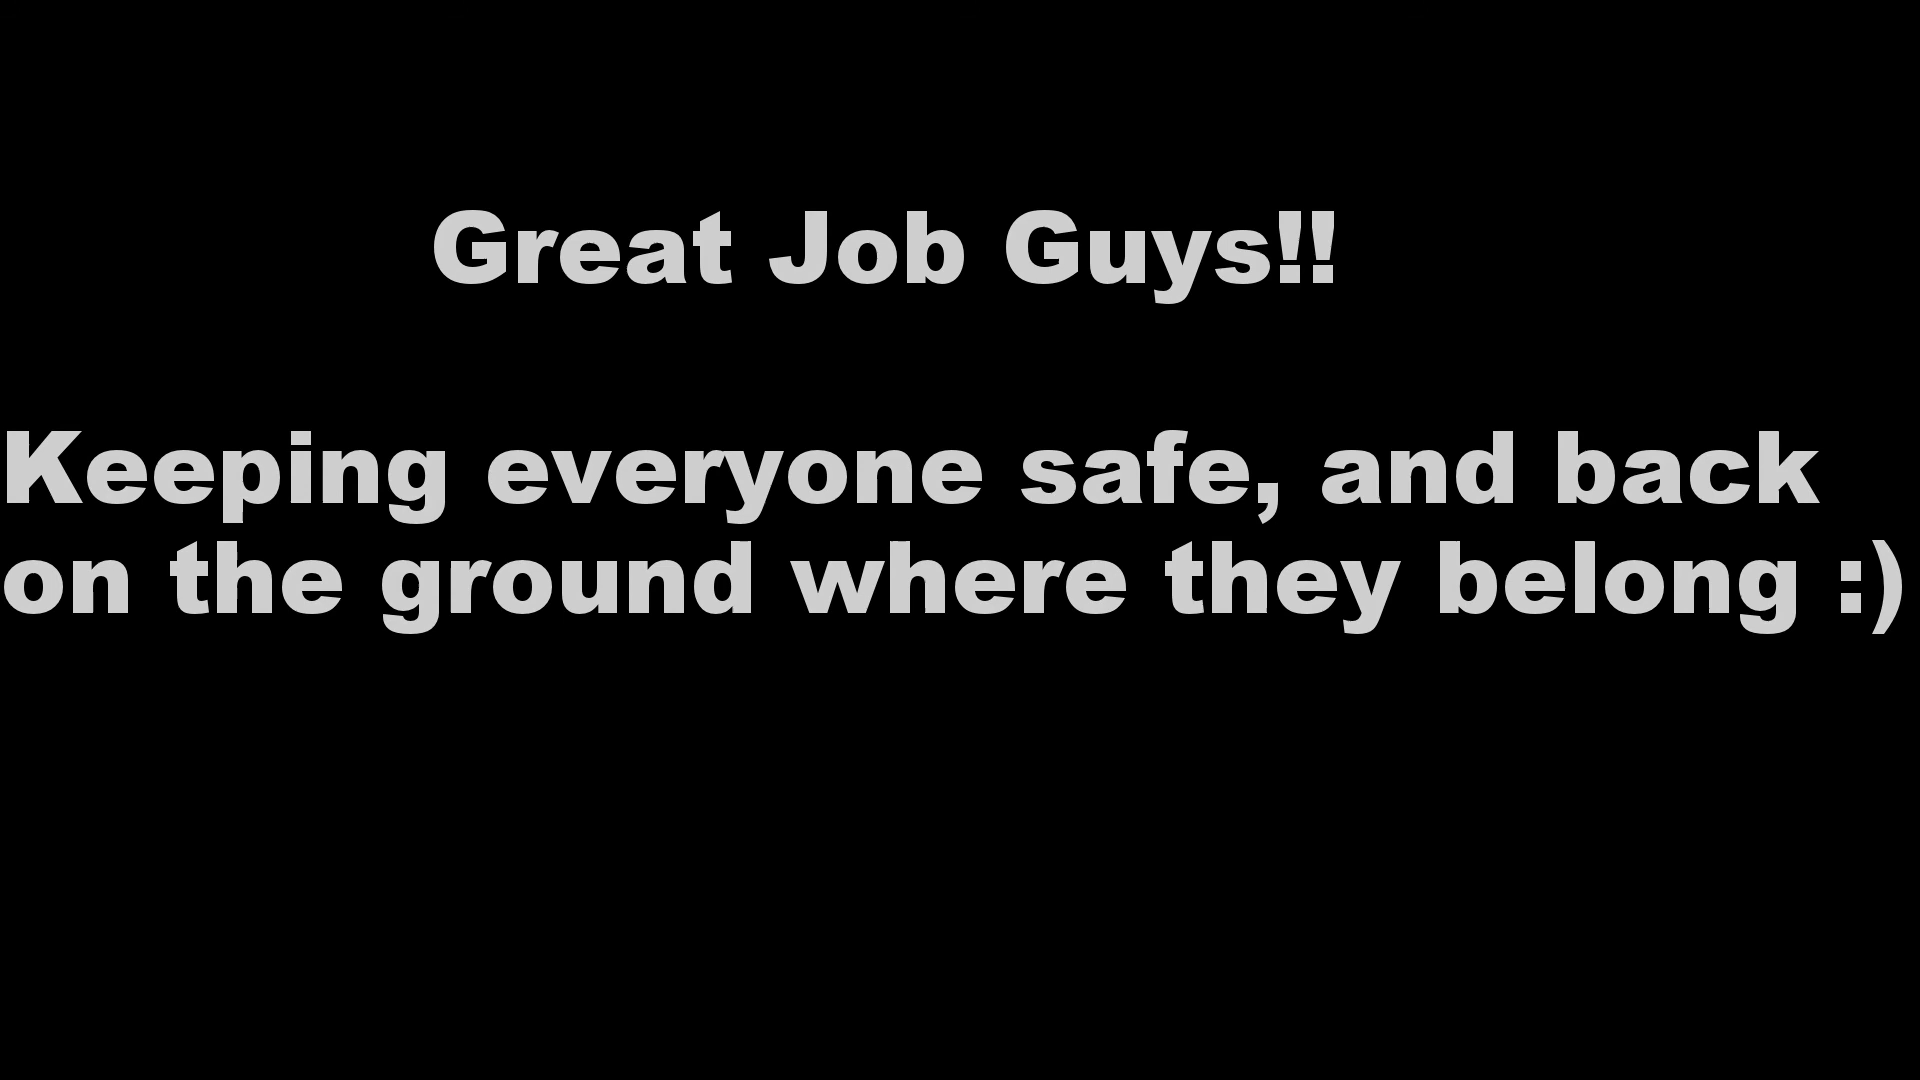 Great Job Guys!!
Keeping everyone safe, and back
on the ground where they belong :)